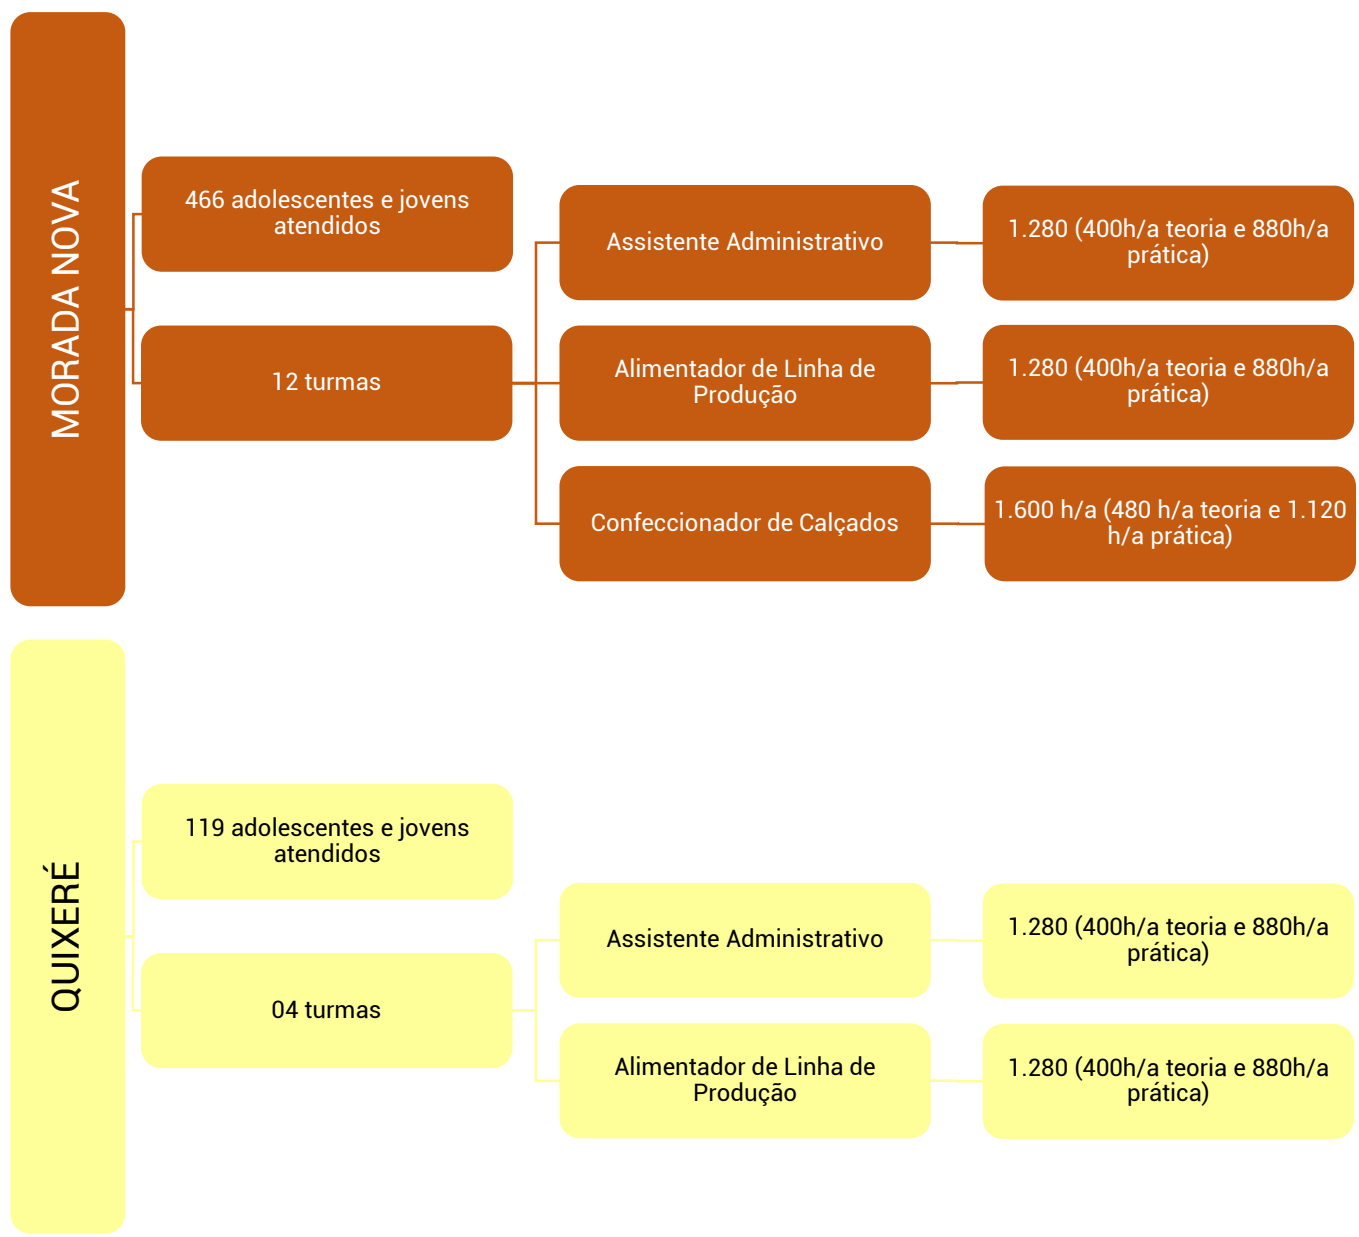 MORADA NOVA
466 adolescentes e jovens
atendidos
12 turmas
Assistente Administrativo
1.280 (400h/a teoria e 880h/a
prática)
Alimentador de Linha de
Produção
1.280 (400h/a teoria e 880h/a
prática)
Confeccionador de Calçados
1.600 h/a (480 h/a teoria e 1.120
h/a prática)
QUIXERÉ
119 adolescentes e jovens
atendidos
04 turmas
Assistente Administrativo
1.280 (400h/a teoria e 880h/a
prática)
Alimentador de Linha de
Produção
1.280 (400h/a teoria e 880h/a
prática)